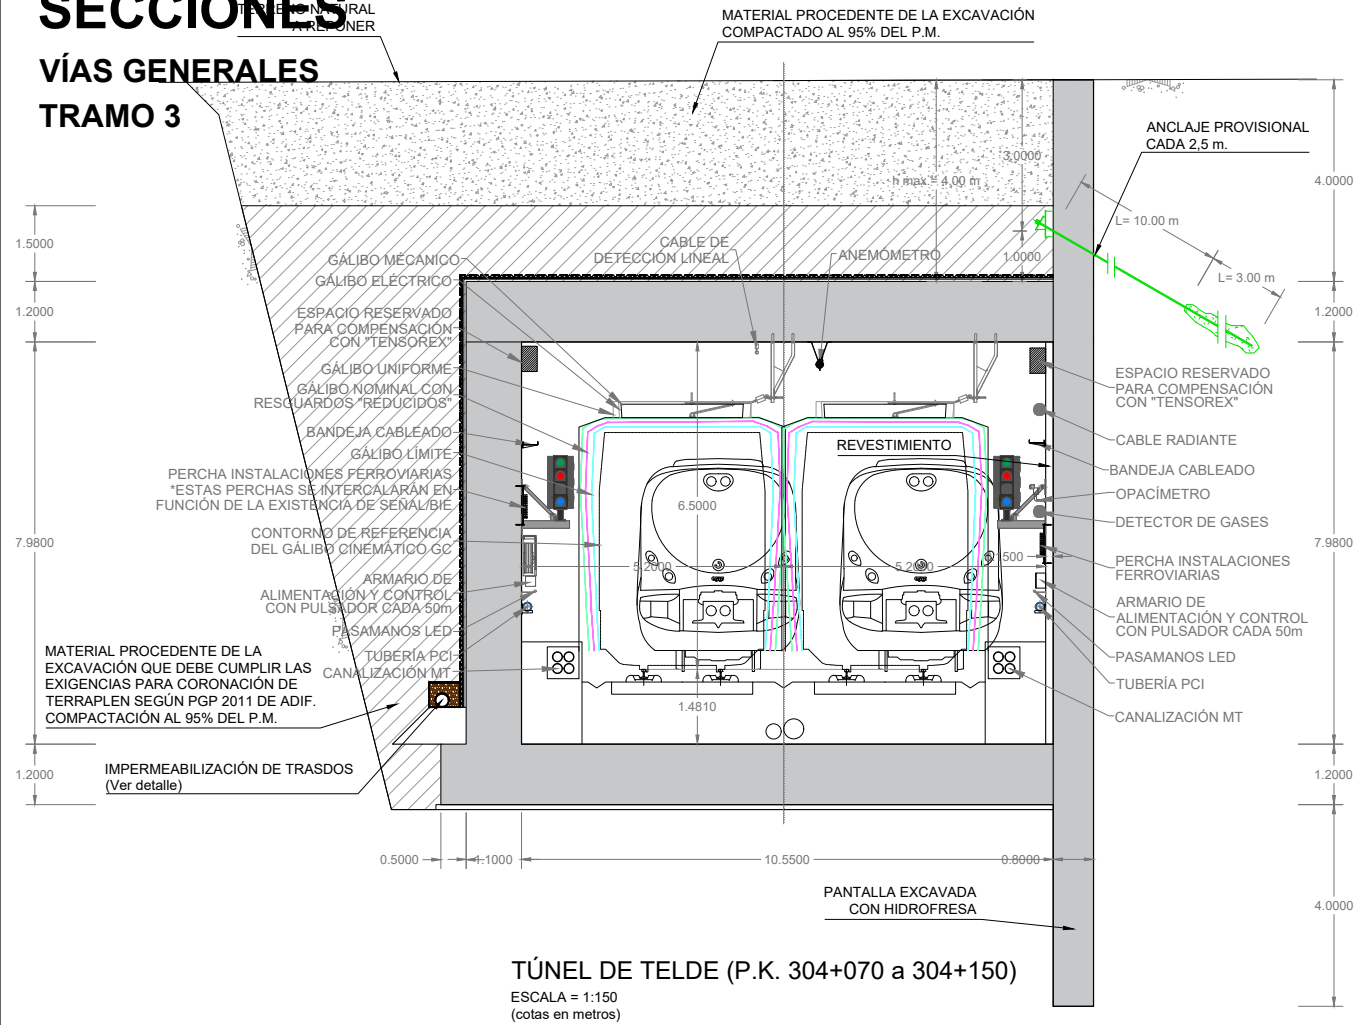 SECCIONES
VÍAS GENERALES
TRAMO 3
TERRENO NATURAL
A REPONER
MATERIAL PROCEDENTE DE LA EXCAVACIÓN
COMPACTADO AL 95% DEL P.M.
ANCLAJE PROVISIONAL
CADA 2,5 m.
3.0000
h max = 4.00 m
4.0000
L= 10.00 m
L= 3.00 m
1.0000
1.5000
1.2000
7.9800
1.2000
CABLE DE
DETECCIÓN LINEAL
ANEMÓMETRO
GÁLIBO MÉCANICO
GÁLIBO ELÉCTRICO
ESPACIO RESERVADO
PARA COMPENSACIÓN
CON "TENSOREX"
GÁLIBO UNIFORME
GÁLIBO NOMINAL CON
RESGUARDOS "REDUCIDOS"
BANDEJA CABLEADO
GÁLIBO LÍMITE
PERCHA INSTALACIONES FERROVIARIAS
*ESTAS PERCHAS SE INTERCALARÁN EN
FUNCIÓN DE LA EXISTENCIA DE SEÑAL/BIE
CONTORNO DE REFERENCIA
DEL GÁLIBO CINEMÁTICO GC
ARMARIO DE
ALIMENTACIÓN Y CONTROL
CON PULSADOR CADA 50m
PASAMANOS LED
TUBERÍA PCI
CANALIZACIÓN MT
MATERIAL PROCEDENTE DE LA
EXCAVACIÓN QUE DEBE CUMPLIR LAS
EXIGENCIAS PARA CORONACIÓN DE
TERRAPLEN SEGÚN PGP 2011 DE ADIF.
COMPACTACIÓN AL 95% DEL P.M.
IMPERMEABILIZACIÓN DE TRASDOS
(Ver detalle)
REVESTIMIENTO
6.5000
5.2000
5.2000
1.4810
1.2000
ESPACIO RESERVADO
PARA COMPENSACIÓN
CON "TENSOREX"
CABLE RADIANTE
BANDEJA CABLEADO
OPACÍMETRO
DETECTOR DE GASES
7.9800
PERCHA INSTALACIONES
FERROVIARIAS
ARMARIO DE
ALIMENTACIÓN Y CONTROL
CON PULSADOR CADA 50m
PASAMANOS LED
TUBERÍA PCI
CANALIZACIÓN MT
1.2000
4.0000
0.5000
1.1000
10.5500
0.8000
PANTALLA EXCAVADA
CON HIDROFRESA
TÚNEL DE TELDE (P.K. 304+070 a 304+150)
ESCALA = 1:150
(cotas en metros)